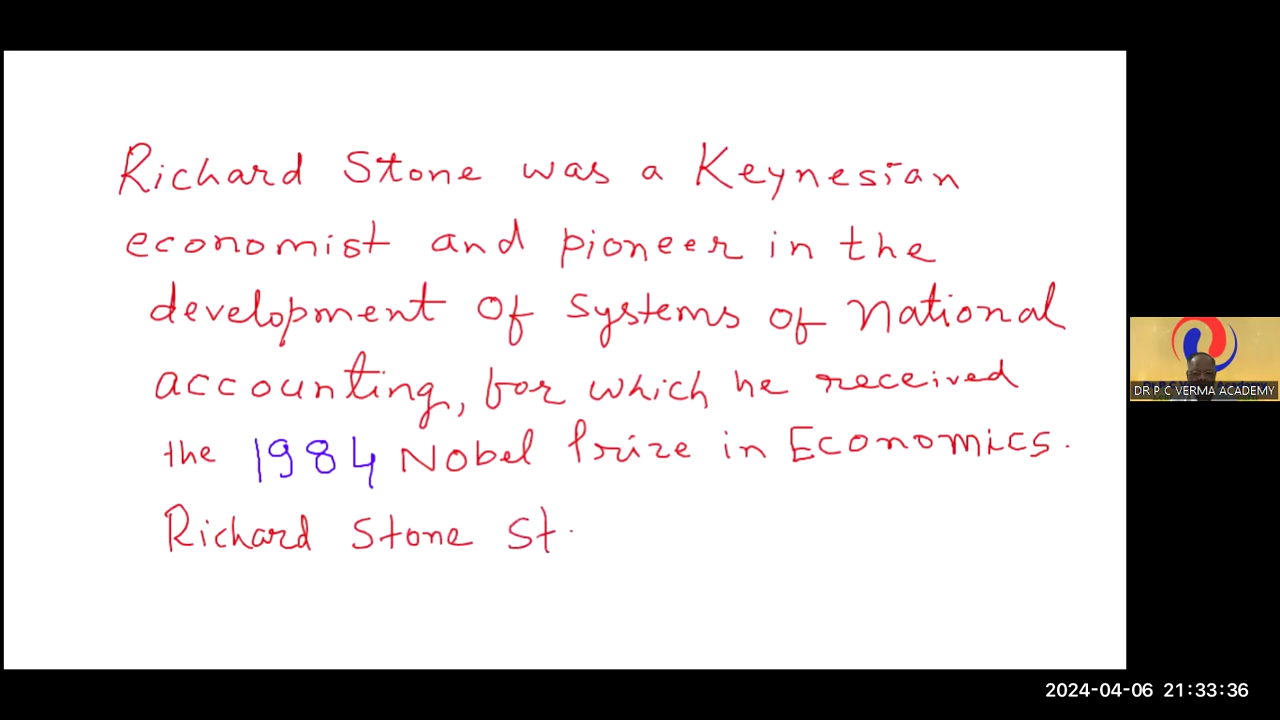 Richard Stone was a Keynesian
economist and pioneer in the
development of systems of national
accounting, for which he received
the 1984 Nobel Prize in Economics.
Richard Stone St
DR P C VERMA ACADEMY
2024-04-06 21:33:36